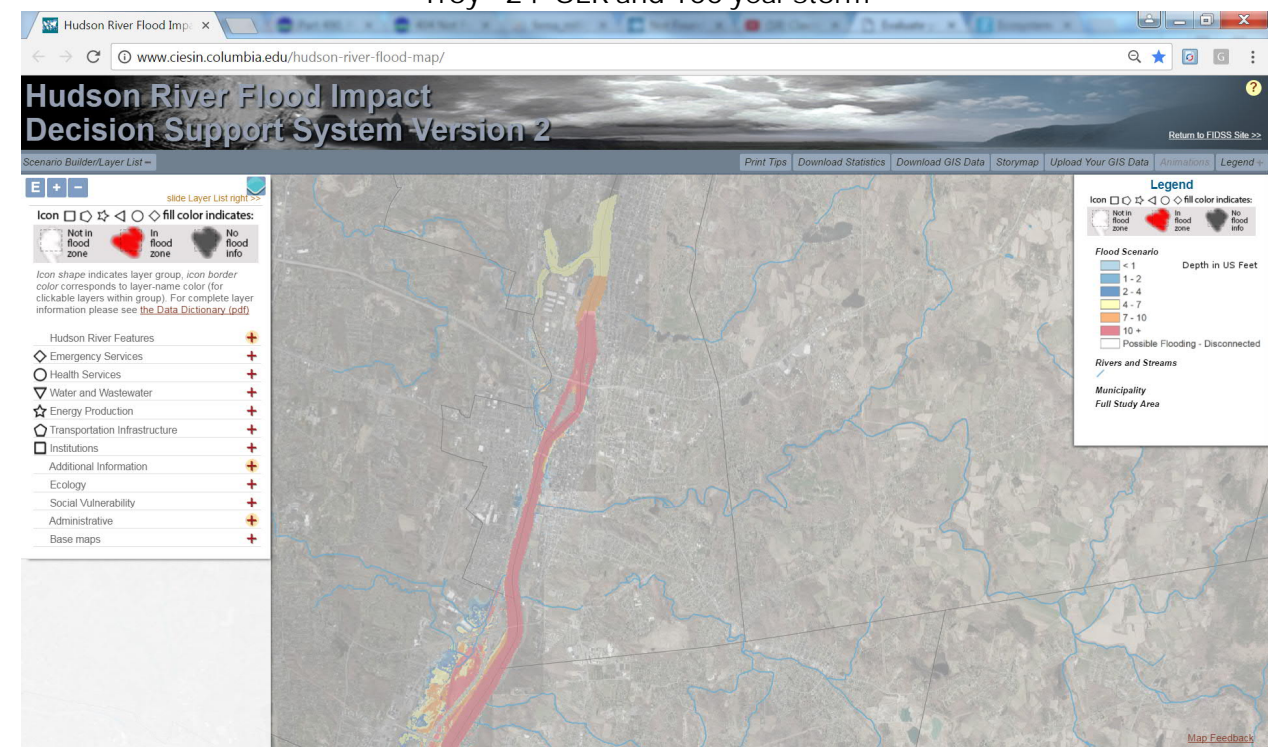 Troy - 24" SLR and 100 year storm
Hudson River Flood Imp
www.ciesin.columbia.edu/hudson-river-flood-map/
Hudson River Flood Impact
Decision Support System Version 2
?
Return to FIDSS Site >>
Scenario Builder/Layer List –
Print Tips Download Statistics Download GIS Data Storymap Upload Your GIS Data Animations Legend +
E + −
slide Layer List right >>
Icon fill color indicates:
Not in flood zone
In flood zone
No flood info
Icon shape indicates layer group, icon border
color corresponds to layer-name color (for
clickable layers within group). For complete layer
information please see the Data Dictionary (pdf)
Hudson River Features +
Emergency Services +
Health Services +
Water and Wastewater +
Energy Production +
Transportation Infrastructure +
Institutions +
Additional Information +
Ecology +
Social Vulnerability +
Administrative +
Base maps +
Legend
Icon fill color indicates:
Not in flood zone
In flood zone
No flood info
Flood Scenario
Depth in US Feet
< 1
1 - 2
2 - 4
4 - 7
7 - 10
10 +
Possible Flooding - Disconnected
Rivers and Streams
Municipality
Full Study Area
Map Feedback